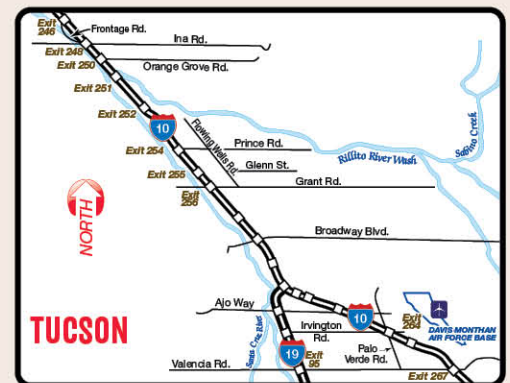 Exit
246
Frontage Rd.
Ina Rd.
Exit 248
Exit 250
Orange Grove Rd.
Exit 251
Exit 252
10
Flowing Wells Rd.
Prince Rd.
Exit 254
Glenn St.
Rillito River Wash
Sabino Creek
Exit 255
Grant Rd.
Exit
256
NORTH
Broadway Blvd.
Ajo Way
10
Exit
264
Irvington
Rd.
DAVIS MONTHAN
AIR FORCE BASE
TUCSON
Santa Cruz River
19
Exit
95
Palo
Verde Rd.
Valencia Rd.
Exit 267